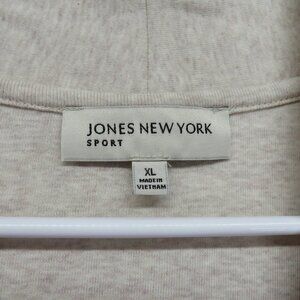 JONES NEW YORK
SPORT
XL
MADE IN
VIETNAM